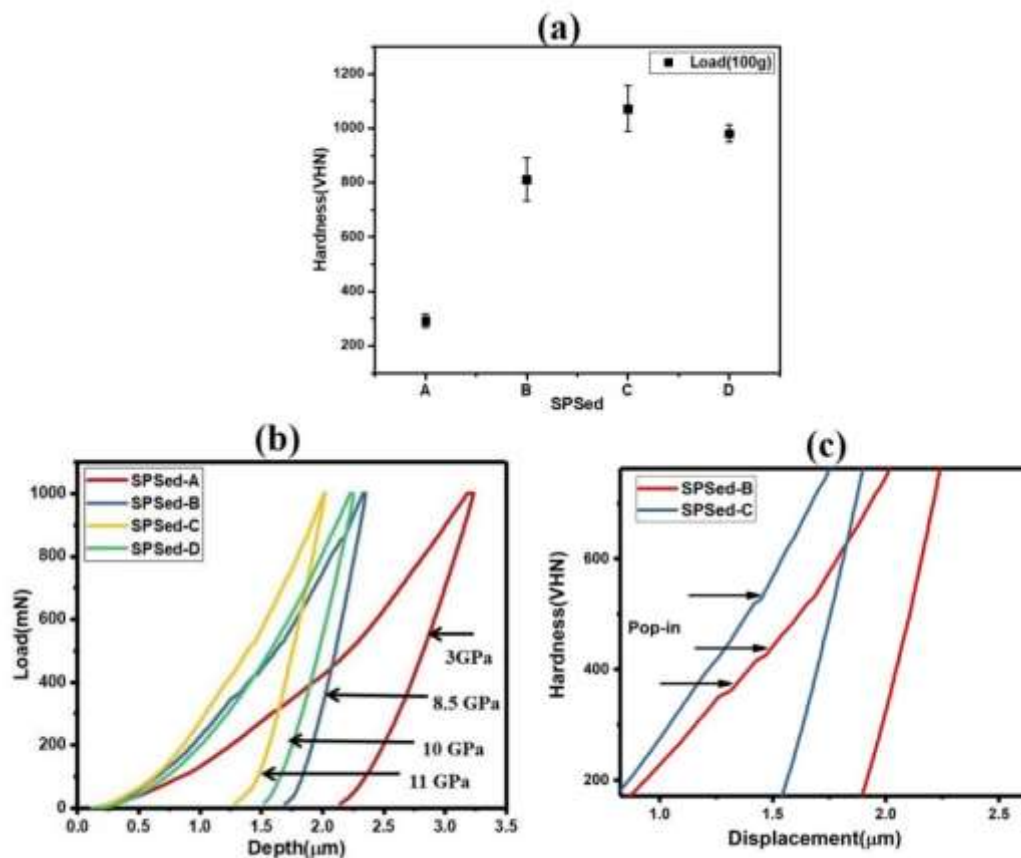 (a)
Load(100g)
1200
1000
800
600
400
200
Hardness(VHN)
A B C D
SPSed
(b)
SPSed-A
SPSed-B
SPSed-C
SPSed-D
1000
800
600
400
200
0
Load(mN)
3GPa
8.5 GPa
10 GPa
11 GPa
0.0 0.5 1.0 1.5 2.0 2.5 3.0 3.5
Depth(μm)
(c)
SPSed-B
SPSed-C
600
400
200
Hardness(VHN)
Pop-in
1.0 1.5 2.0 2.5
Displacement(μm)